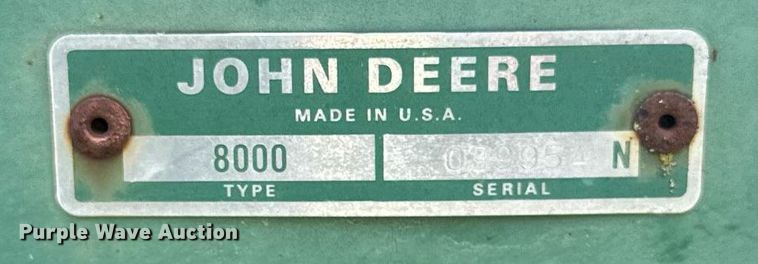 JOHN DEERE
MADE IN U.S.A.
8000 N
TYPE SERIAL
Purple Wave Auction